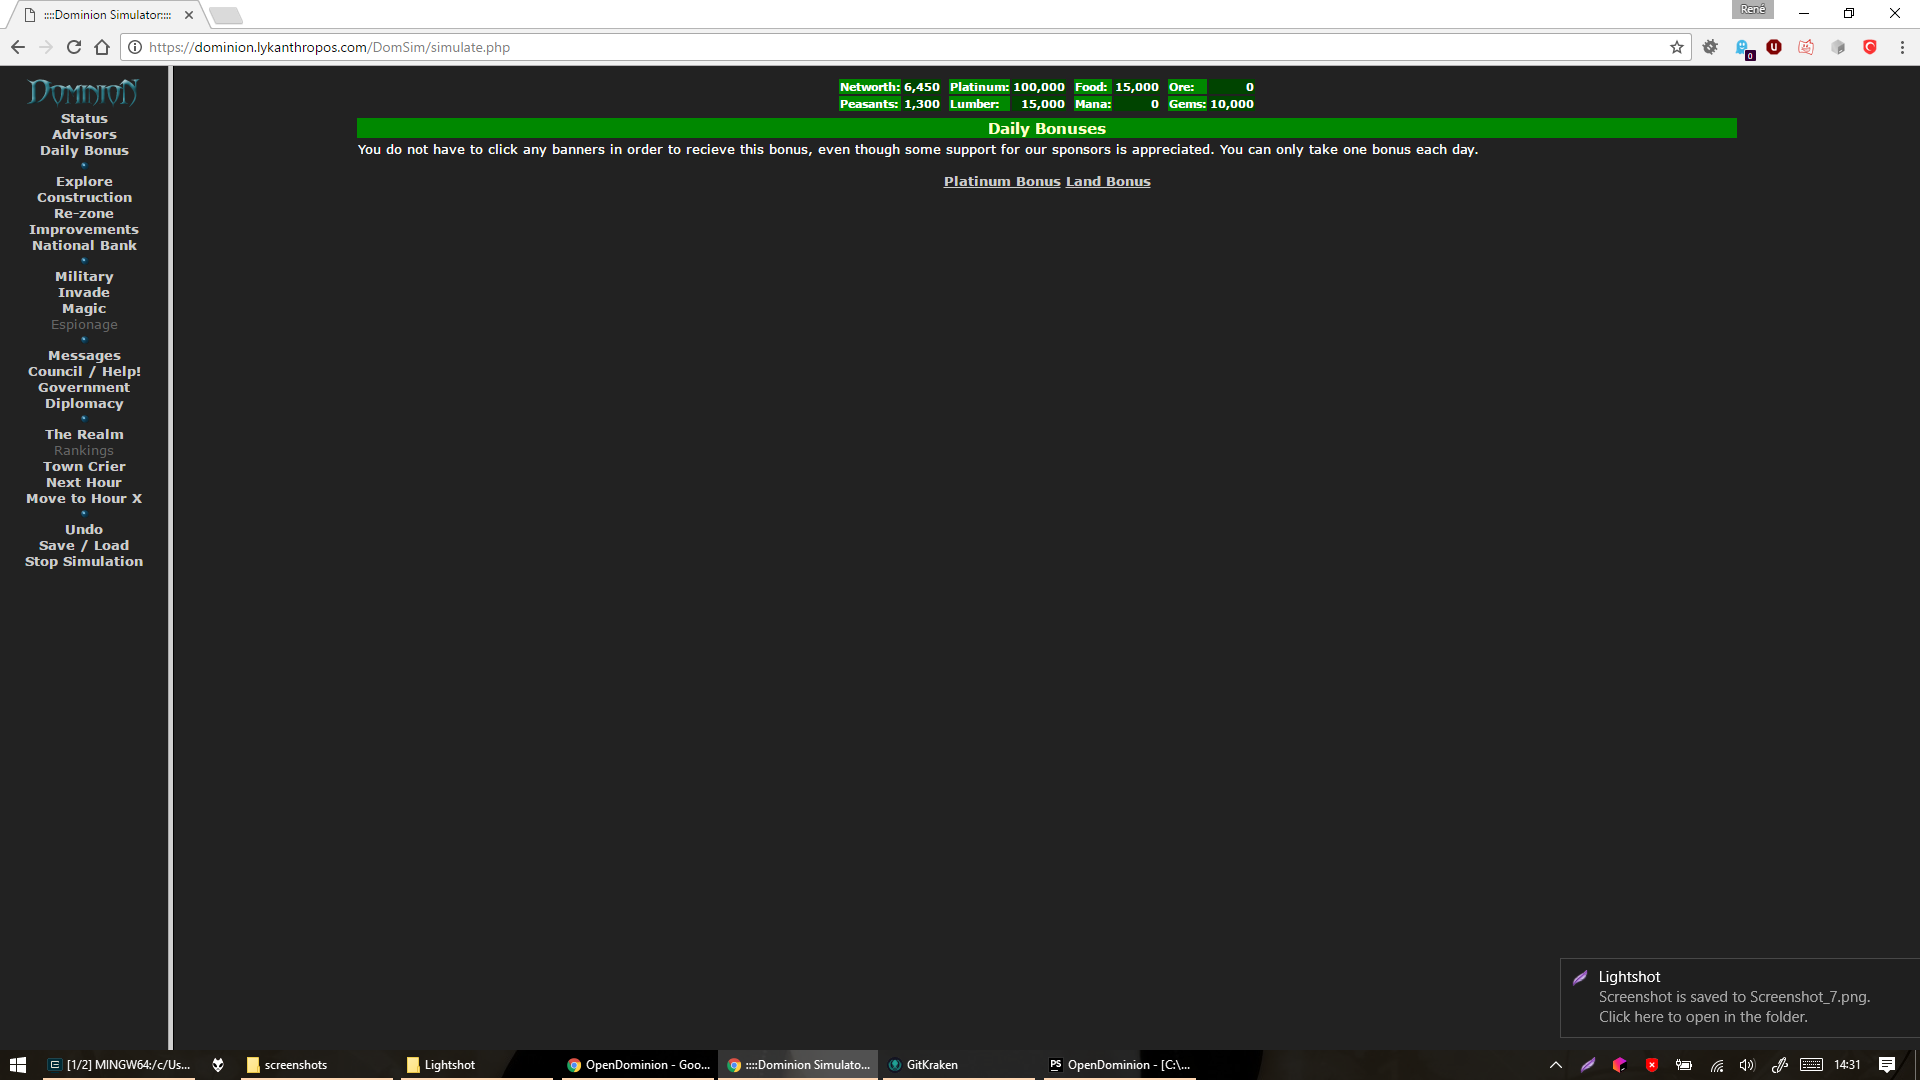 ::::Dominion Simulator::::
René
https://dominion.lykanthropos.com/DomSim/simulate.php
0
DOMINION
Status
Advisors
Daily Bonus
Explore
Construction
Re-zone
Improvements
National Bank
Military
Invade
Magic
Espionage
Messages
Council / Help!
Government
Diplomacy
The Realm
Rankings
Town Crier
Next Hour
Move to Hour X
Undo
Save / Load
Stop Simulation
Networth: 6,450 Platinum: 100,000 Food: 15,000 Ore: 0
Peasants: 1,300 Lumber: 15,000 Mana: 0 Gems: 10,000
Daily Bonuses
You do not have to click any banners in order to recieve this bonus, even though some support for our sponsors is appreciated. You can only take one bonus each day.
Platinum Bonus Land Bonus
Lightshot
Screenshot is saved to Screenshot_7.png.
Click here to open in the folder.
[1/2] MINGW64:/c/Us... screenshots Lightshot OpenDominion - Goo... ::::Dominion Simulato... GitKraken PS OpenDominion - [C:\... 14:31